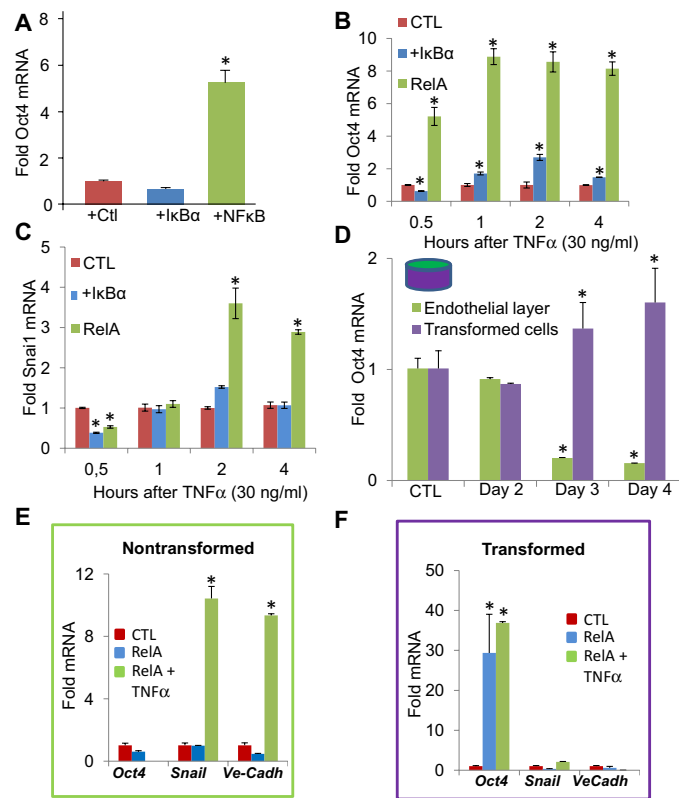 A
Fold Oct4 mRNA
8
6
4
2
0
*
+Ctl
+IκBα
+NFκB
B
Fold Oct4 mRNA
10
8
6
4
2
0
CTL
+IκBα
RelA
* * * * * * * *
0.5 1 2 4
Hours after TNFα (30 ng/ml)
C
Fold Snai1 mRNA
5
4
3
2
1
0
CTL
+IκBα
RelA
* * * *
0,5 1 2 4
Hours after TNFα (30 ng/ml)
D
Fold Oct4 mRNA
2
1
0
Endothelial layer
Transformed cells
* * * *
CTL Day 2 Day 3 Day 4
E
Nontransformed
Fold mRNA
12
8
4
0
CTL
RelA
RelA +
TNFα
* *
Oct4 Snail Ve-Cadh
F
Transformed
Fold mRNA
50
40
30
20
10
0
CTL
RelA
RelA +
TNFα
* *
Oct4 Snail VeCadh